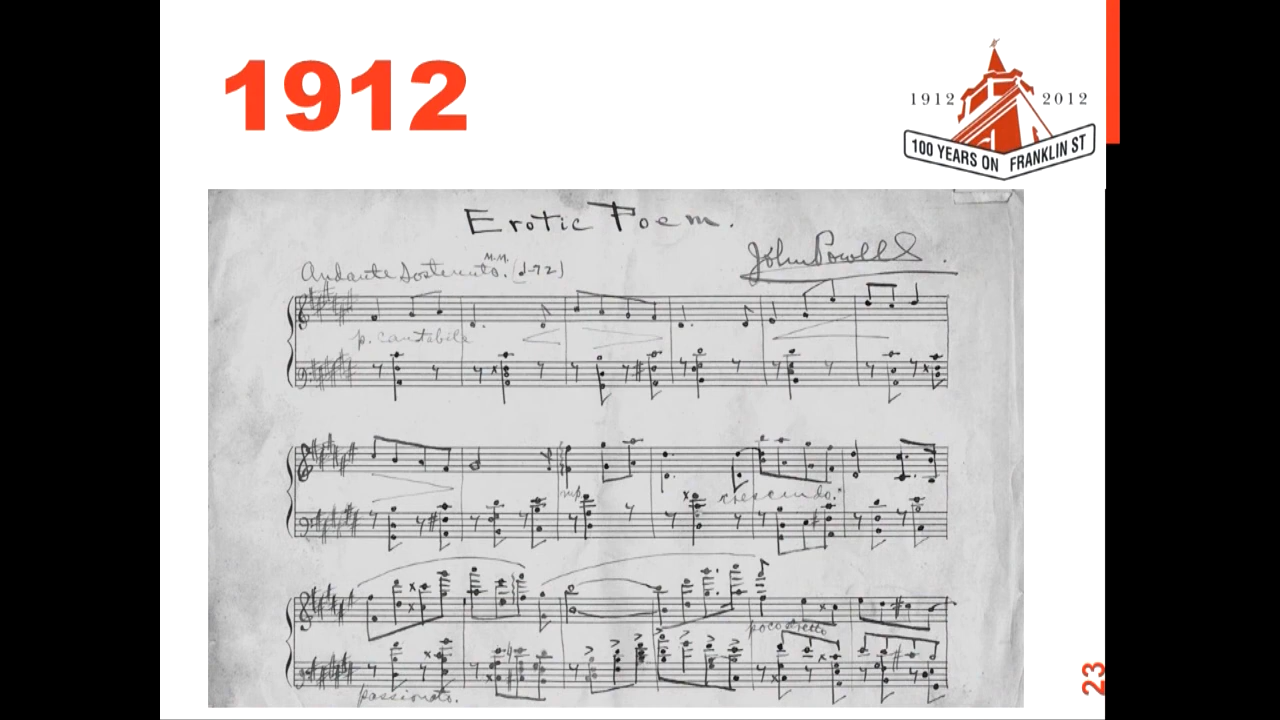 1912
1912 2012
100 YEARS ON FRANKLIN ST
Erotic Poem.
John Powell
M.M.
Andante Sostenuto. (♩=72)
p. cantabile
mp
crescendo.
poco stretto
passionato.
23